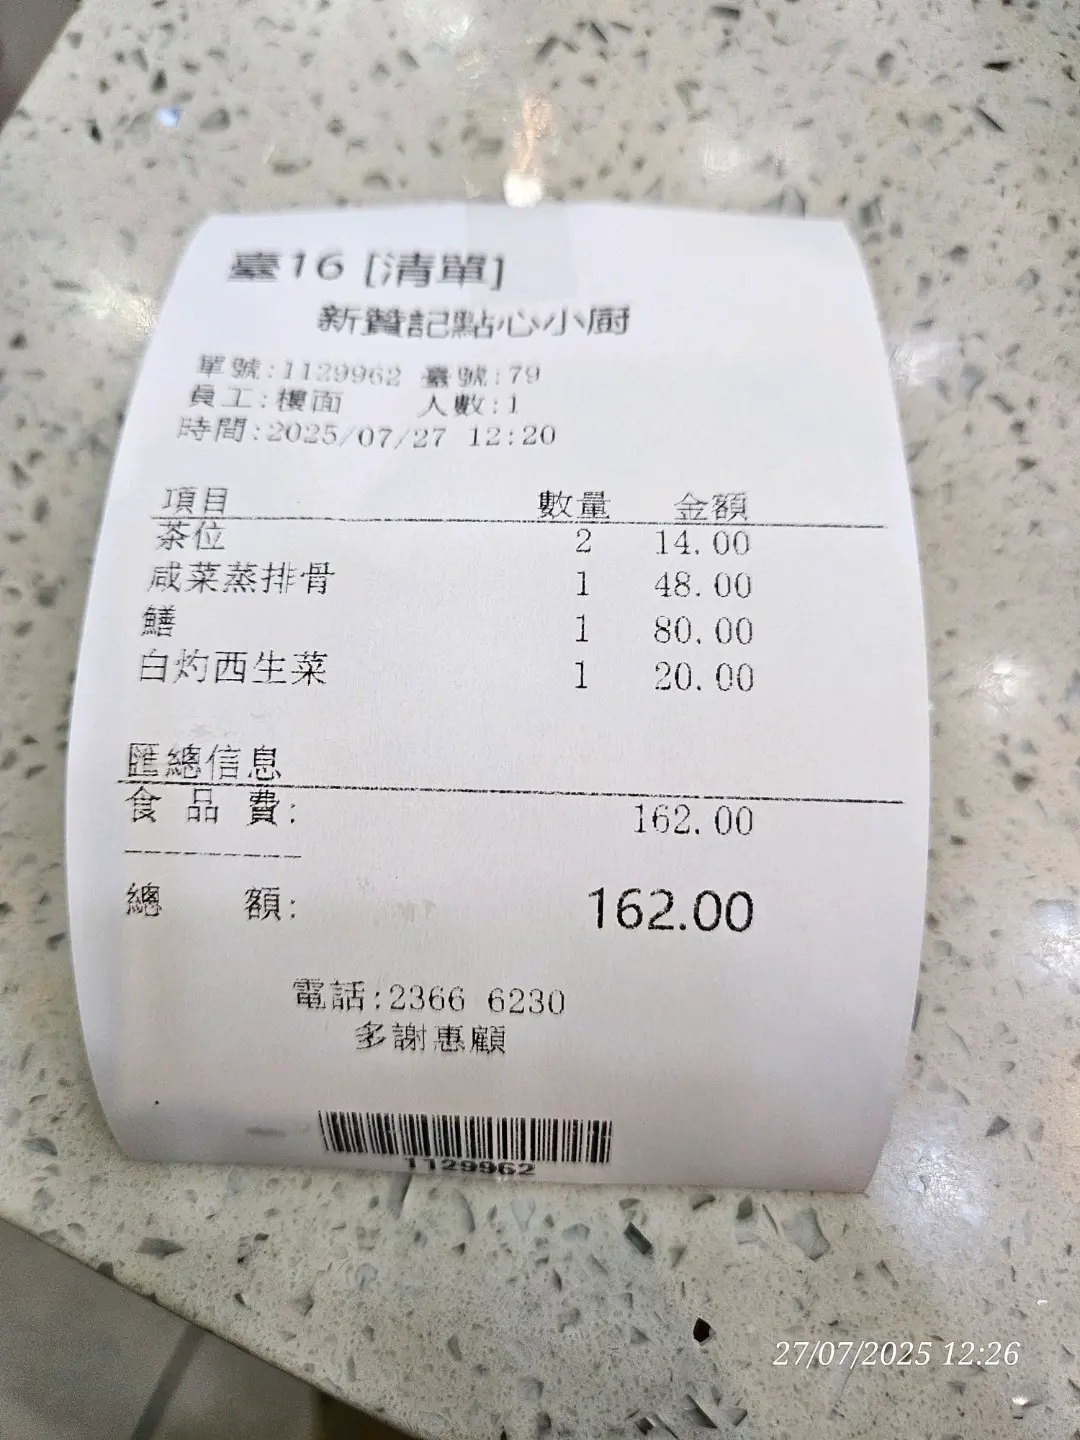 臺16 [清單]
新贊記點心小廚
單號:1129962 臺號:79
員工:樓面 人數:1
時間:2025/07/27 12:20
項目 數量 金額
茶位 2 14.00
咸菜蒸排骨 1 48.00
鱔 1 80.00
白灼西生菜 1 20.00
匯總信息
食品費: 162.00
總額: 162.00
電話:2366 6230
多謝惠顧
1129962
27/07/2025 12:26